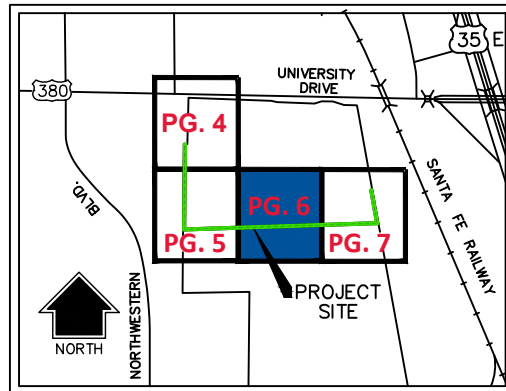 35 E
UNIVERSITY
DRIVE
380
PG. 4
PG. 6
PG. 5
PG. 7
BLVD.
NORTHWESTERN
SANTA FE RAILWAY
PROJECT
SITE
NORTH